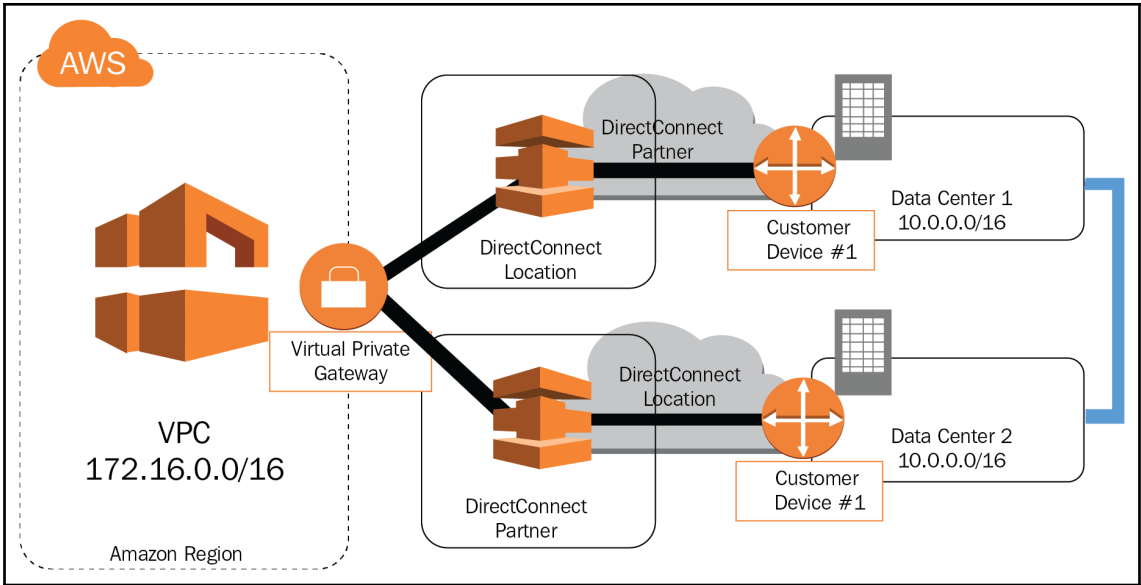 AWS
DirectConnect
Partner
Data Center 1
10.0.0.0/16
Customer
Device #1
DirectConnect
Location
Virtual Private
Gateway
DirectConnect
Location
VPC
172.16.0.0/16
Data Center 2
10.0.0.0/16
Customer
Device #1
DirectConnect
Partner
Amazon Region